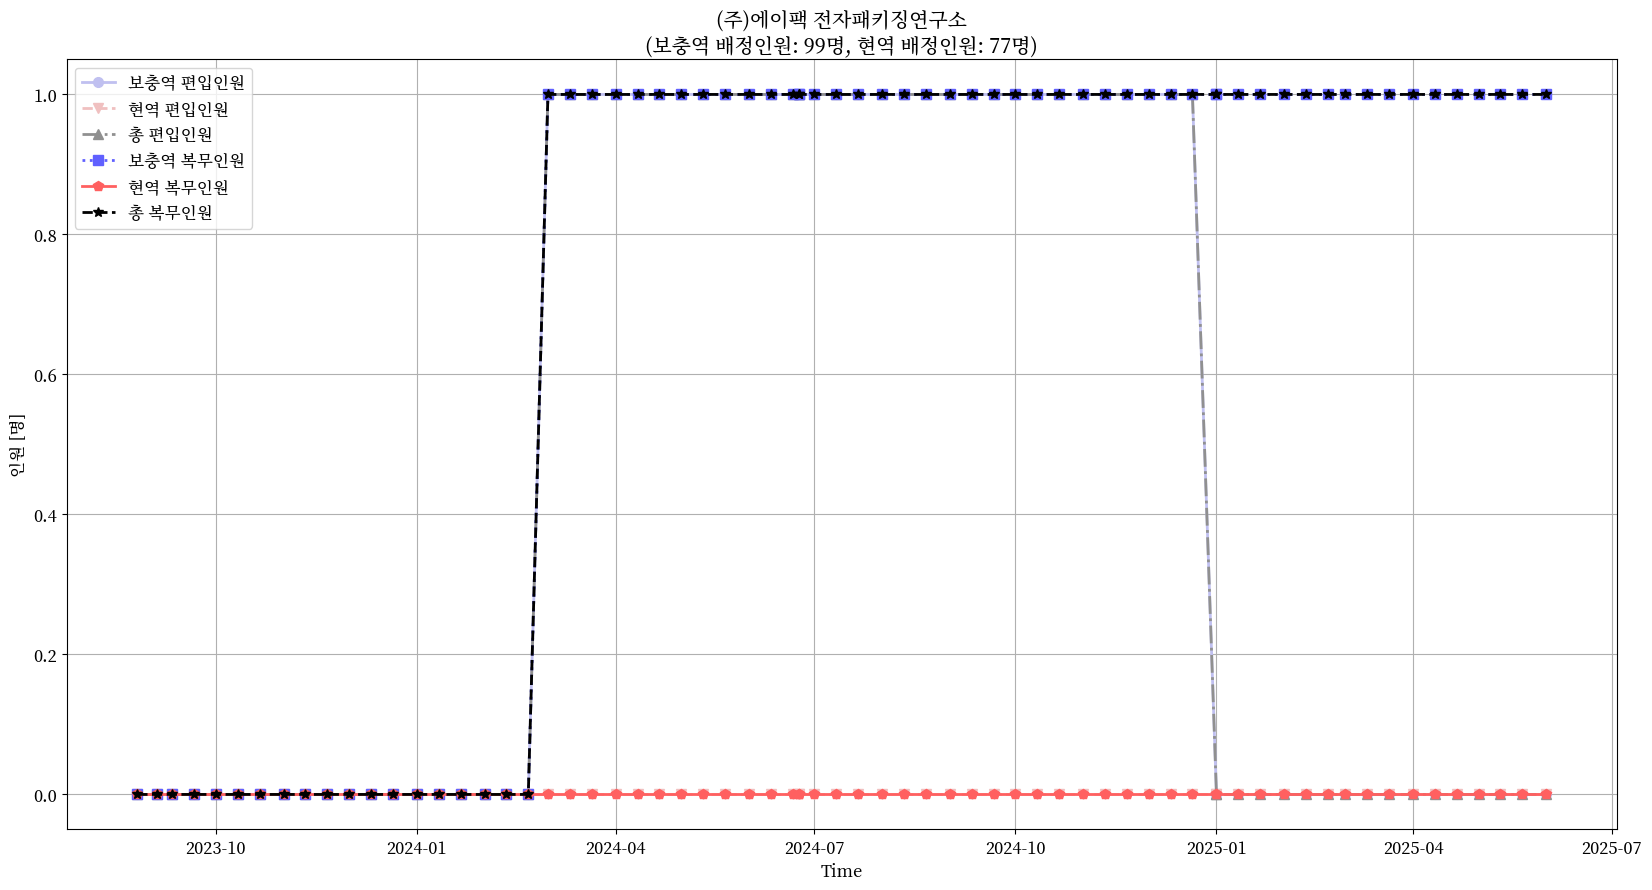 (주)에이팩 전자패키징연구소
(보충역 배정인원: 99명, 현역 배정인원: 77명)
보충역 편입인원
현역 편입인원
총 편입인원
보충역 복무인원
현역 복무인원
총 복무인원
1.0
0.8
0.6
0.4
0.2
0.0
인원 [명]
2023-10
2024-01
2024-04
2024-07
2024-10
2025-01
2025-04
2025-07
Time